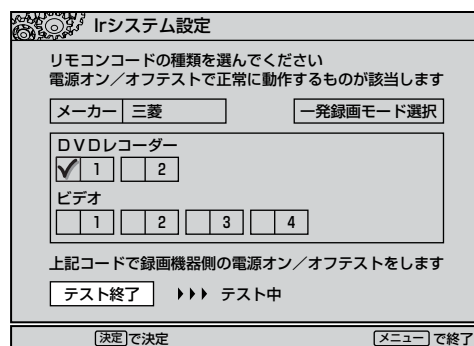 Irシステム設定
リモコンコードの種類を選んでください
電源オン／オフテストで正常に動作するものが該当します
メーカー 三菱 一発録画モード選択
DVDレコーダー
1 2
ビデオ
1 2 3 4
上記コードで録画機器側の電源オン／オフテストをします
テスト終了 テスト中
決定で決定 メニューで終了